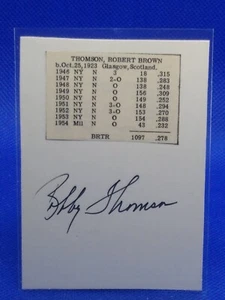 THOMSON, ROBERT BROWN
b.Oct.25,1923 Glasgow,Scotland.
1946 NY N 3 18 .315
1947 NY N 2-O 138 .283
1948 NY N O 138 .248
1949 NY N O 156 .309
1950 NY N O 149 .252
1951 NY N 3-O 148 .293
1952 NY N 3-O 153 .270
1953 NY N O 154 .288
1954 Mil N O 43 .232
BRTR 1097 .276
Bobby Thomson